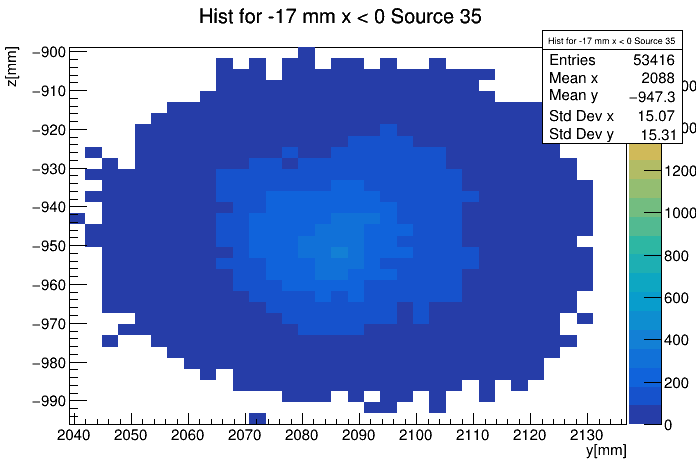 Hist for -17 mm x < 0 Source 35
Hist for -17 mm x < 0 Source 35
Entries 53416
Mean x 2088
Mean y −947.3
Std Dev x 15.07
Std Dev y 15.31
z[mm]
−900
−910
−920
−930
−940
−950
−960
−970
−980
−990
2040 2050 2060 2070 2080 2090 2100 2110 2120 2130
y[mm]
1200
1000
800
600
400
200
0